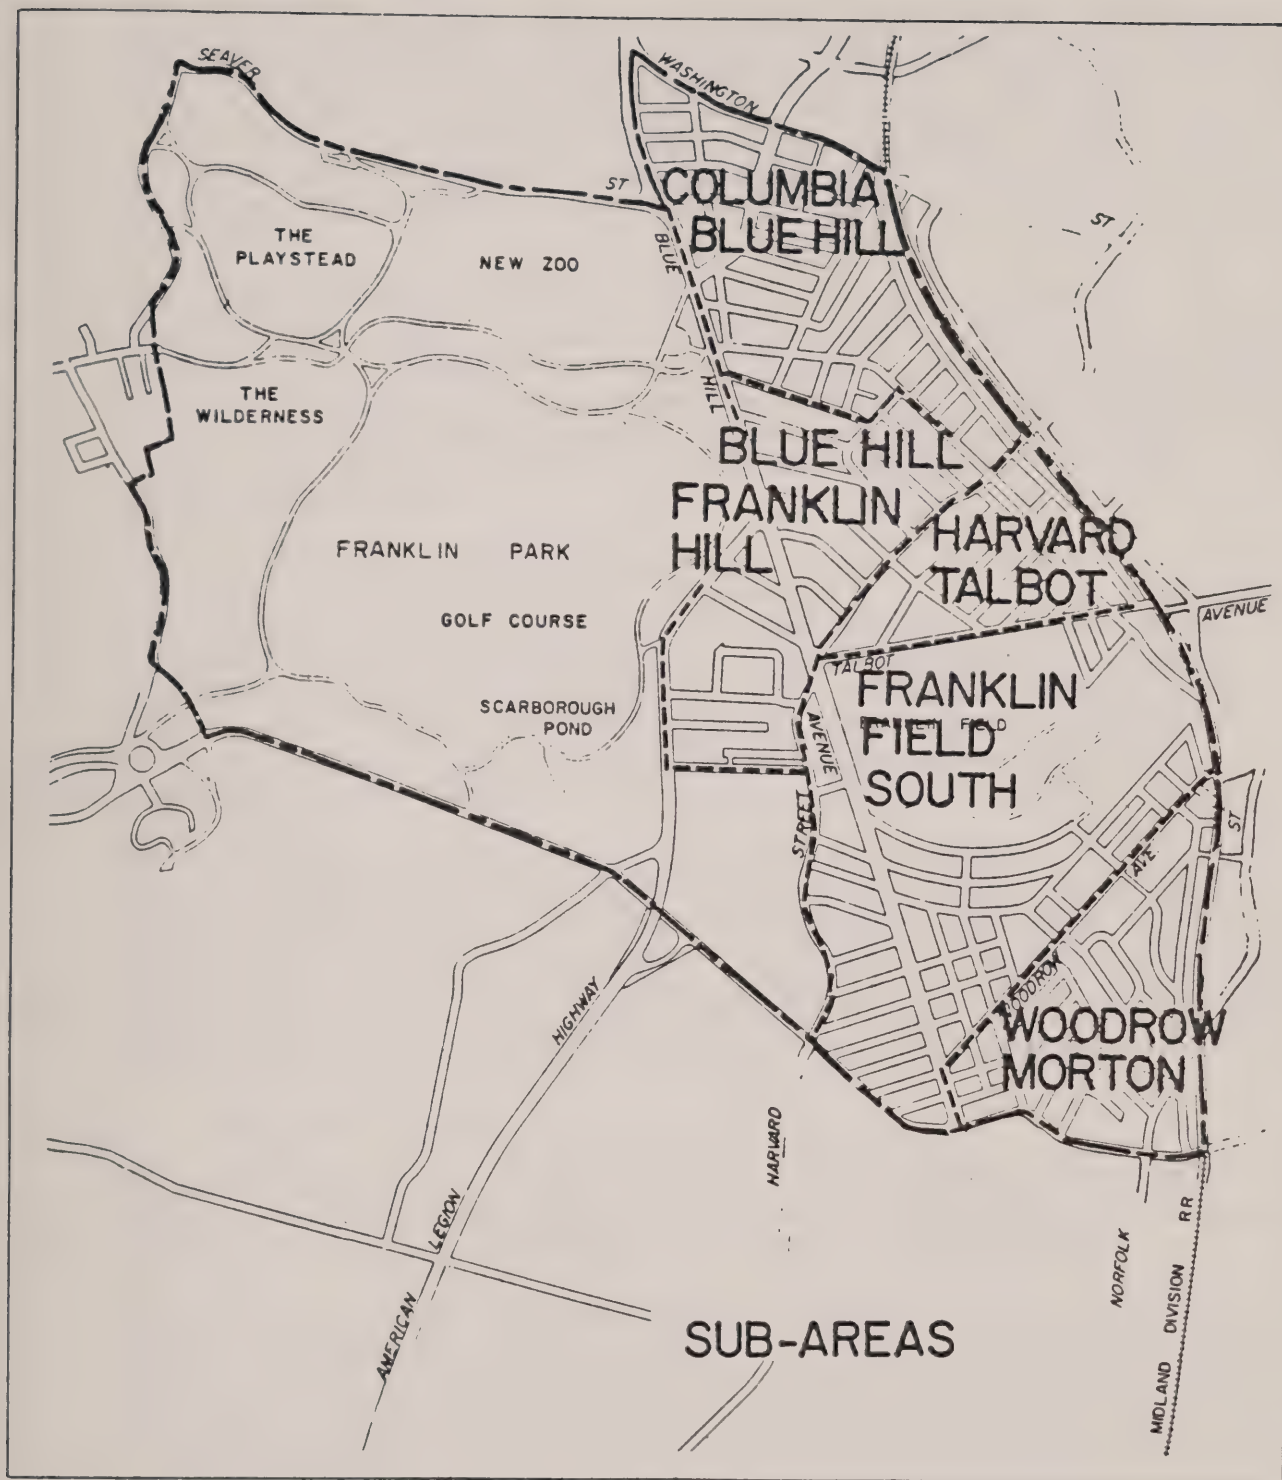 SEAVER
WASHINGTON
ST
COLUMBIA
BLUE HILL
ST
THE
PLAYSTEAD
NEW ZOO
BLUE
THE
WILDERNESS
HILL
BLUE HILL
FRANKLIN
HILL
HARVARD
TALBOT
FRANKLIN PARK
GOLF COURSE
AVENUE
TALBOT
SCARBOROUGH
POND
FRANKLIN
FIELD
FIELD
SOUTH
AVENUE
STREET
ST
AVE.
WOODROW
WOODROW
MORTON
HIGHWAY
HARVARD
LEGION
AMERICAN
NORFOLK
MIDLAND DIVISION RR
SUB-AREAS